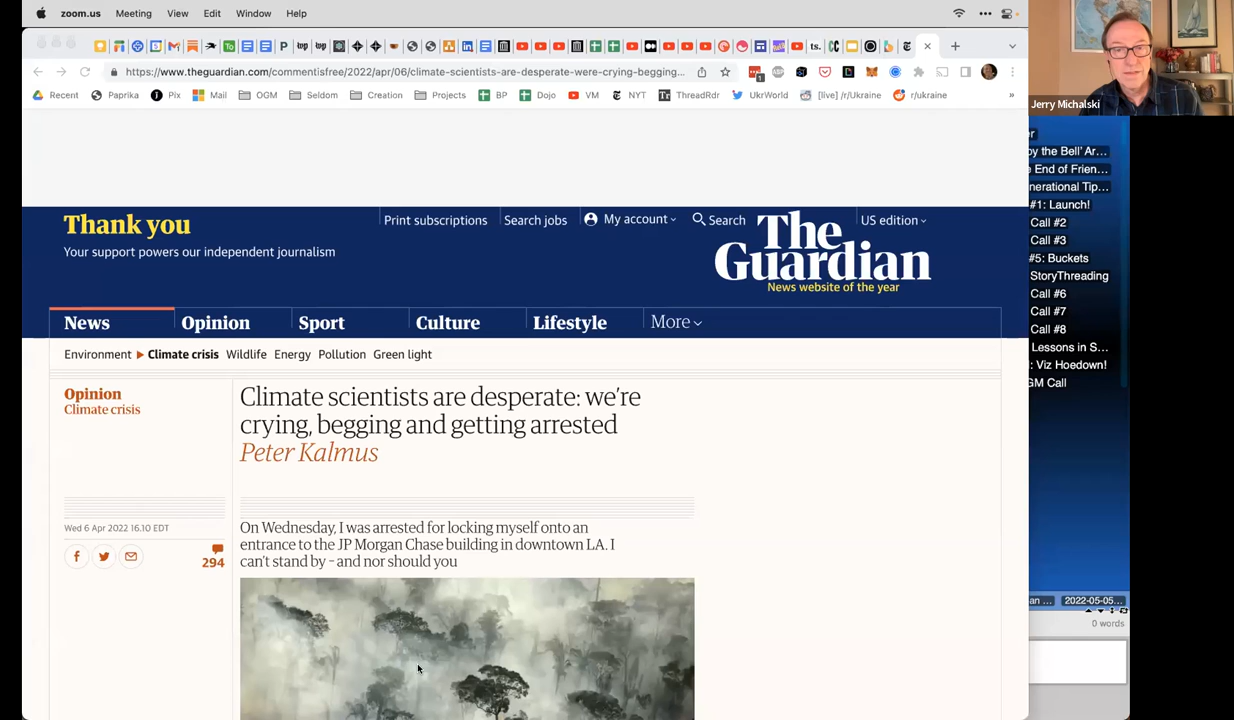 zoom.us Meeting View Edit Window Help
https://www.theguardian.com/commentisfree/2022/apr/06/climate-scientists-are-desperate-were-crying-begging...
Recent Paprika Pix Mail OGM Seldom Creation Projects BP Dojo VM NYT ThreadRdr UkrWorld [live] /r/Ukraine r/ukraine »
Jerry Michalski
Thank you
Your support powers our independent journalism
Print subscriptions Search jobs My account Search US edition
The
Guardian
News website of the year
News Opinion Sport Culture Lifestyle More
Environment Climate crisis Wildlife Energy Pollution Green light
Opinion
Climate crisis
Climate scientists are desperate: we're
crying, begging and getting arrested
Peter Kalmus
Wed 6 Apr 2022 16.10 EDT
294
On Wednesday, I was arrested for locking myself onto an
entrance to the JP Morgan Chase building in downtown LA. I
can't stand by – and nor should you
by the Bell' Ar...
End of Frien...
nerational Tip...
#1: Launch!
Call #2
Call #3
#5: Buckets
StoryThreading
Call #6
Call #7
Call #8
Lessons in S...
: Viz Hoedown!
GM Call
an ... 2022-05-05...
0 words